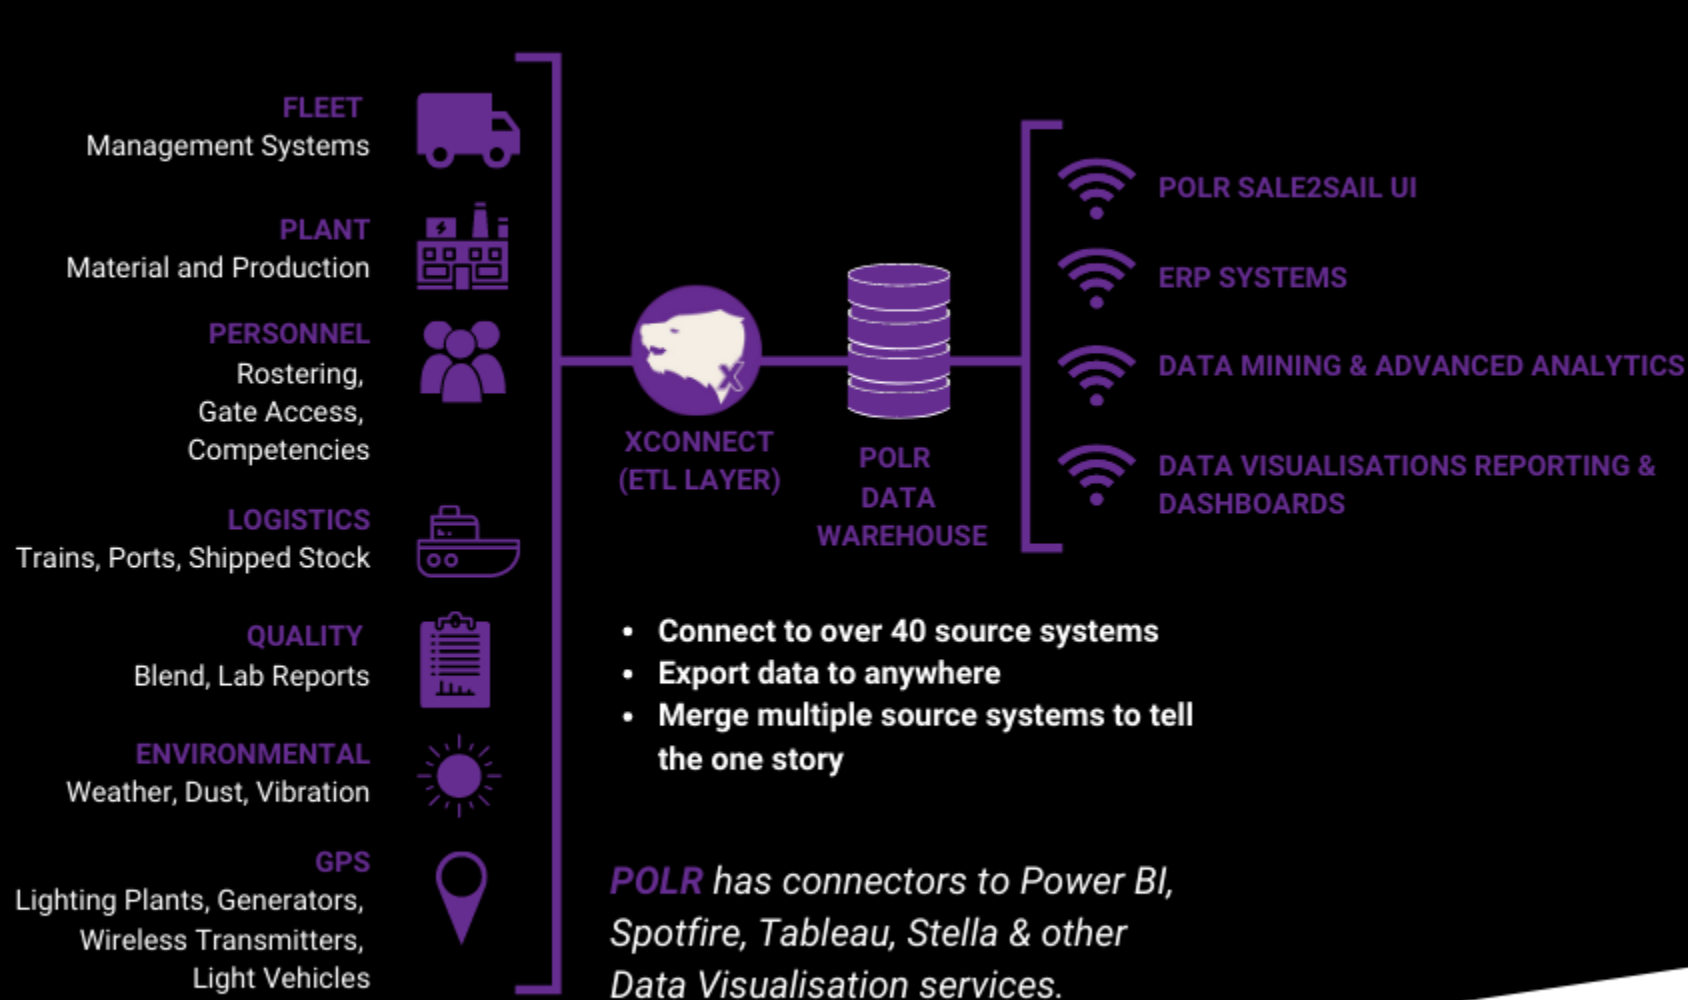 FLEET
Management Systems
PLANT
Material and Production
PERSONNEL
Rostering,
Gate Access,
Competencies
LOGISTICS
Trains, Ports, Shipped Stock
QUALITY
Blend, Lab Reports
ENVIRONMENTAL
Weather, Dust, Vibration
GPS
Lighting Plants, Generators,
Wireless Transmitters,
Light Vehicles
X
XCONNECT
(ETL LAYER)
POLR
DATA
WAREHOUSE
POLR SALE2SAIL UI
ERP SYSTEMS
DATA MINING & ADVANCED ANALYTICS
DATA VISUALISATIONS REPORTING &
DASHBOARDS
• Connect to over 40 source systems
• Export data to anywhere
• Merge multiple source systems to tell
the one story
POLR has connectors to Power BI,
Spotfire, Tableau, Stella & other
Data Visualisation services.